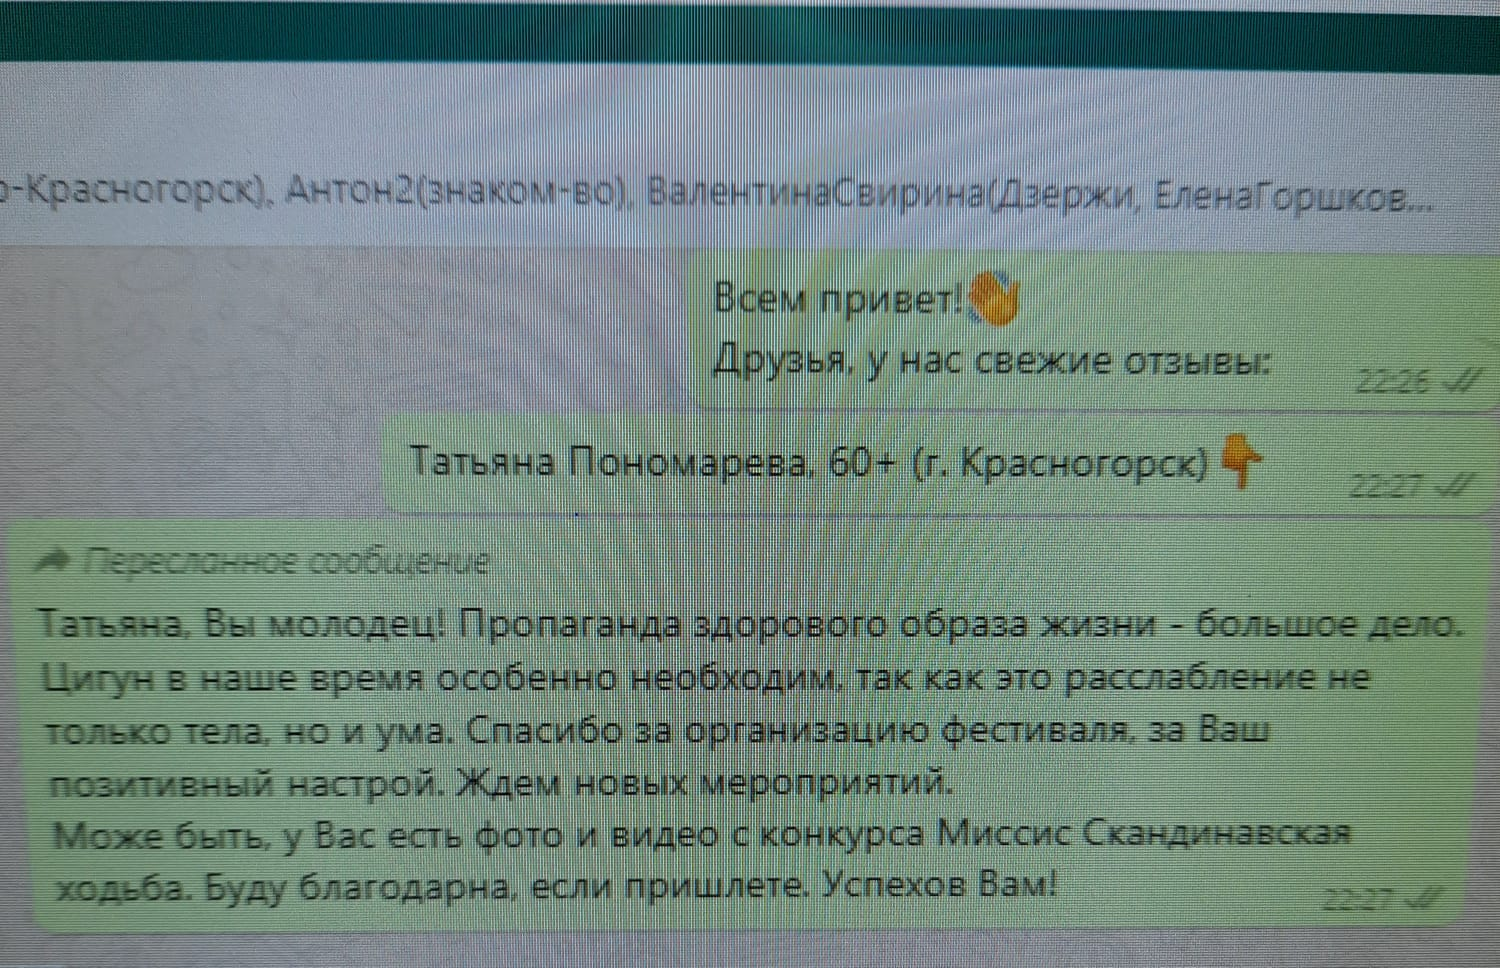 о-Красногорск), Антон2(знаком-во), ВалентинаСвирина(Дзержи, ЕленаГоршков...
Всем привет!👋
Друзья, у нас свежие отзывы:
22:26
Татьяна Пономарева, 60+ (г. Красногорск)👇
22:27
Пересланное сообщение
Татьяна, Вы молодец! Пропаганда здорового образа жизни - большое дело.
Цигун в наше время особенно необходим, так как это расслабление не
только тела, но и ума. Спасибо за организацию фестиваля, за Ваш
позитивный настрой. Ждем новых мероприятий.
Може быть, у Вас есть фото и видео с конкурса Миссис Скандинавская
ходьба. Буду благодарна, если пришлете. Успехов Вам!
22:27